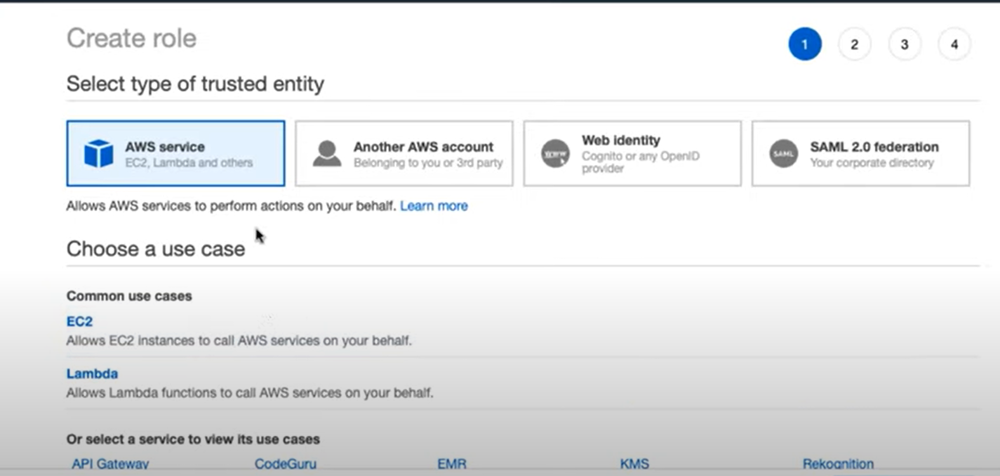 Create role
1 2 3 4
Select type of trusted entity
AWS service
EC2, Lambda and others
Another AWS account
Belonging to you or 3rd party
Web identity
Cognito or any OpenID
provider
SAML
SAML 2.0 federation
Your corporate directory
Allows AWS services to perform actions on your behalf. Learn more
Choose a use case
Common use cases
EC2
Allows EC2 instances to call AWS services on your behalf.
Lambda
Allows Lambda functions to call AWS services on your behalf.
Or select a service to view its use cases
API Gateway CodeGuru EMR KMS Rekognition